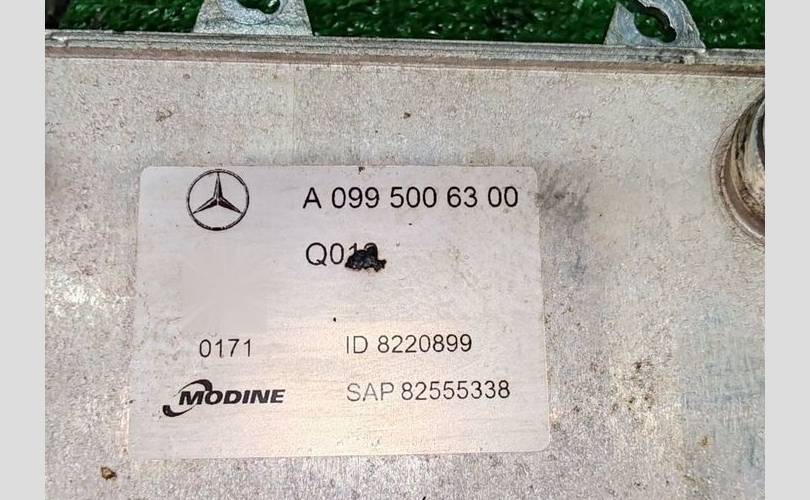 A 099 500 63 00
0171
ID 8220899
MODINE
SAP 82555338